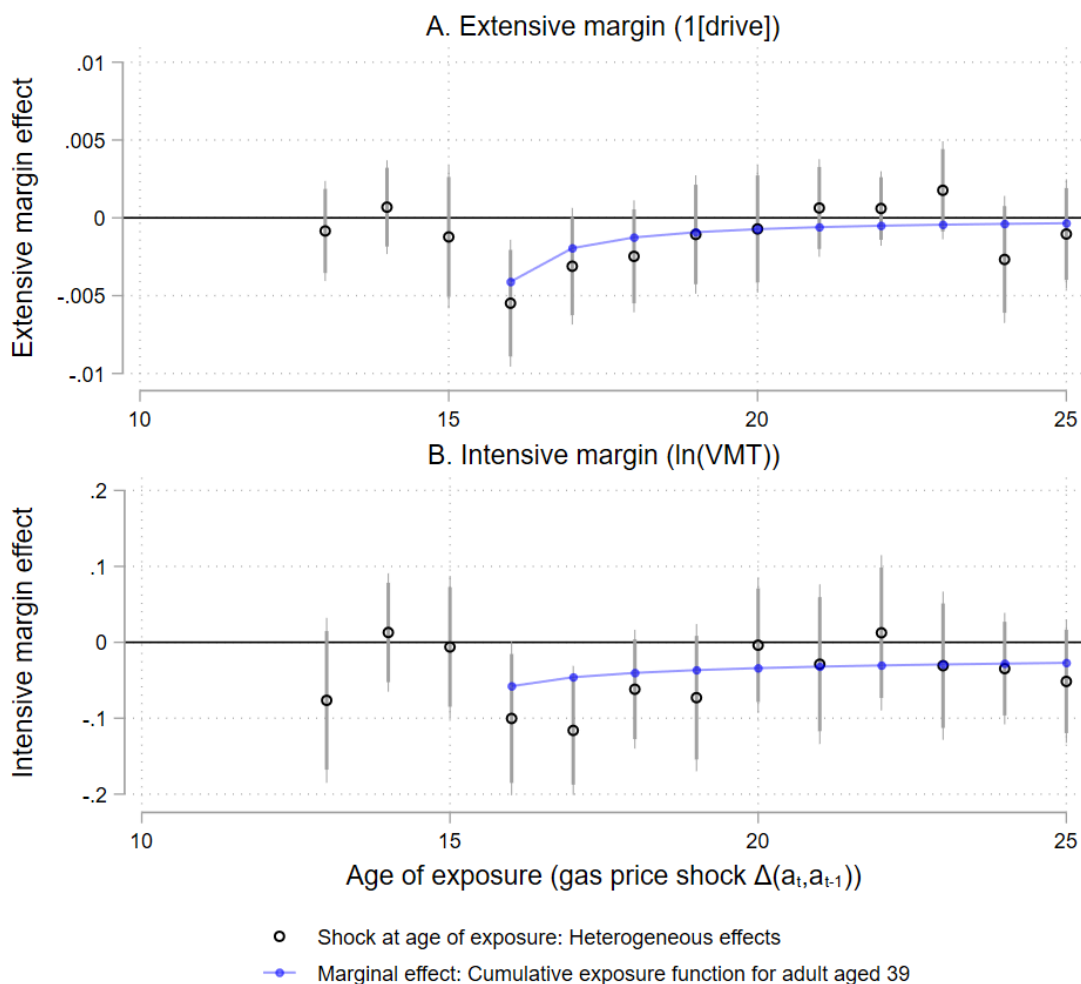 A. Extensive margin (1[drive])
Extensive margin effect
.01
.005
0
-.005
-.01
10 15 20 25
B. Intensive margin (ln(VMT))
Intensive margin effect
.2
.1
0
-.1
-.2
10 15 20 25
Age of exposure (gas price shock Δ(aₜ,aₜ₋₁))
Shock at age of exposure: Heterogeneous effects
Marginal effect: Cumulative exposure function for adult aged 39